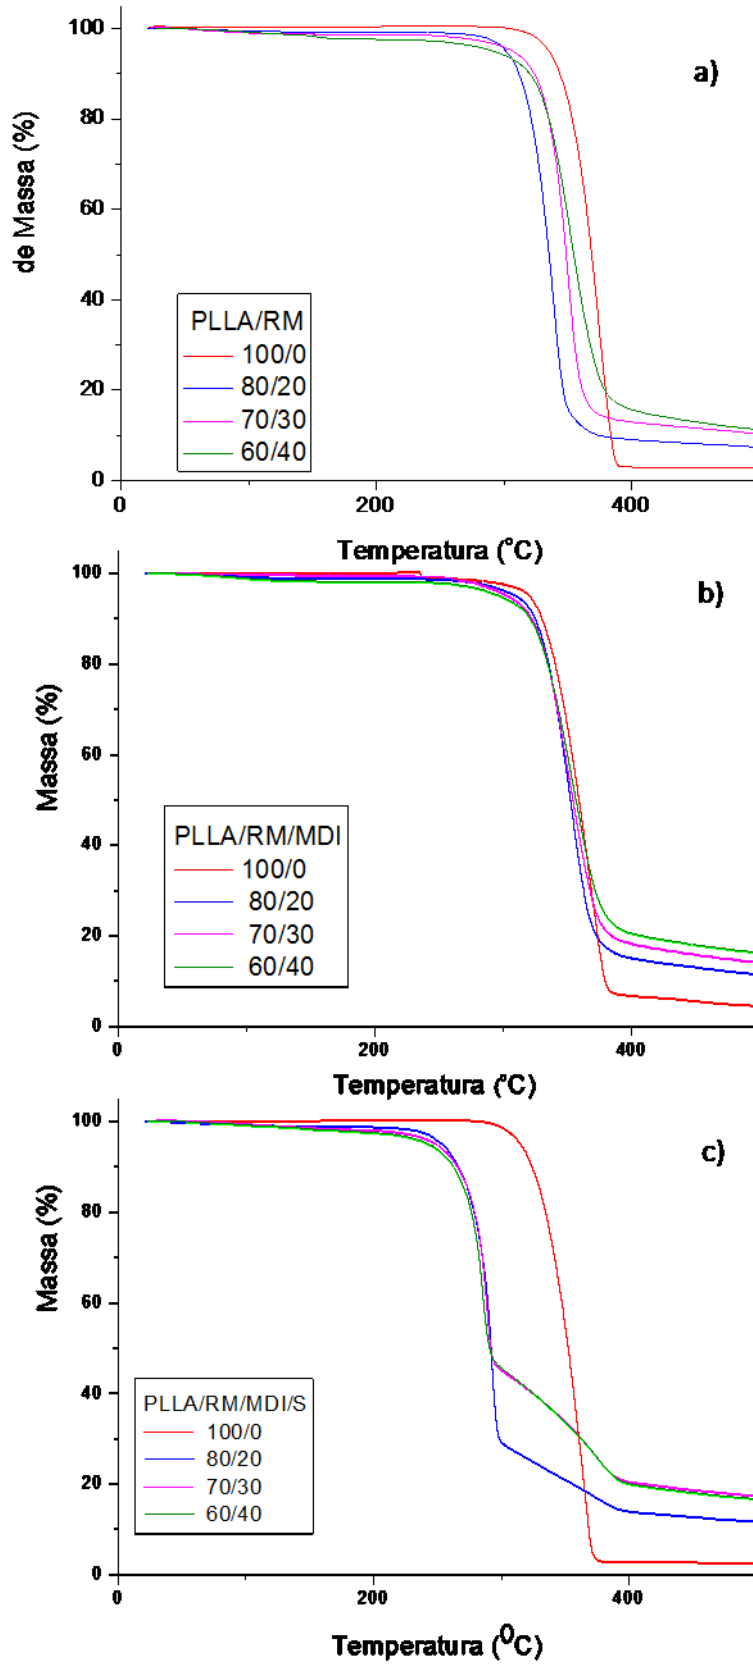 a)
de Massa (%)
100
80
60
40
20
0
PLLA/RM
100/0
80/20
70/30
60/40
0 200 400
Temperatura (°C)
b)
Massa (%)
100
80
60
40
20
0
PLLA/RM/MDI
100/0
80/20
70/30
60/40
0 200 400
Temperatura (°C)
c)
Massa (%)
100
80
60
40
20
0
PLLA/RM/MDI/S
100/0
80/20
70/30
60/40
0 200 400
Temperatura (⁰C)